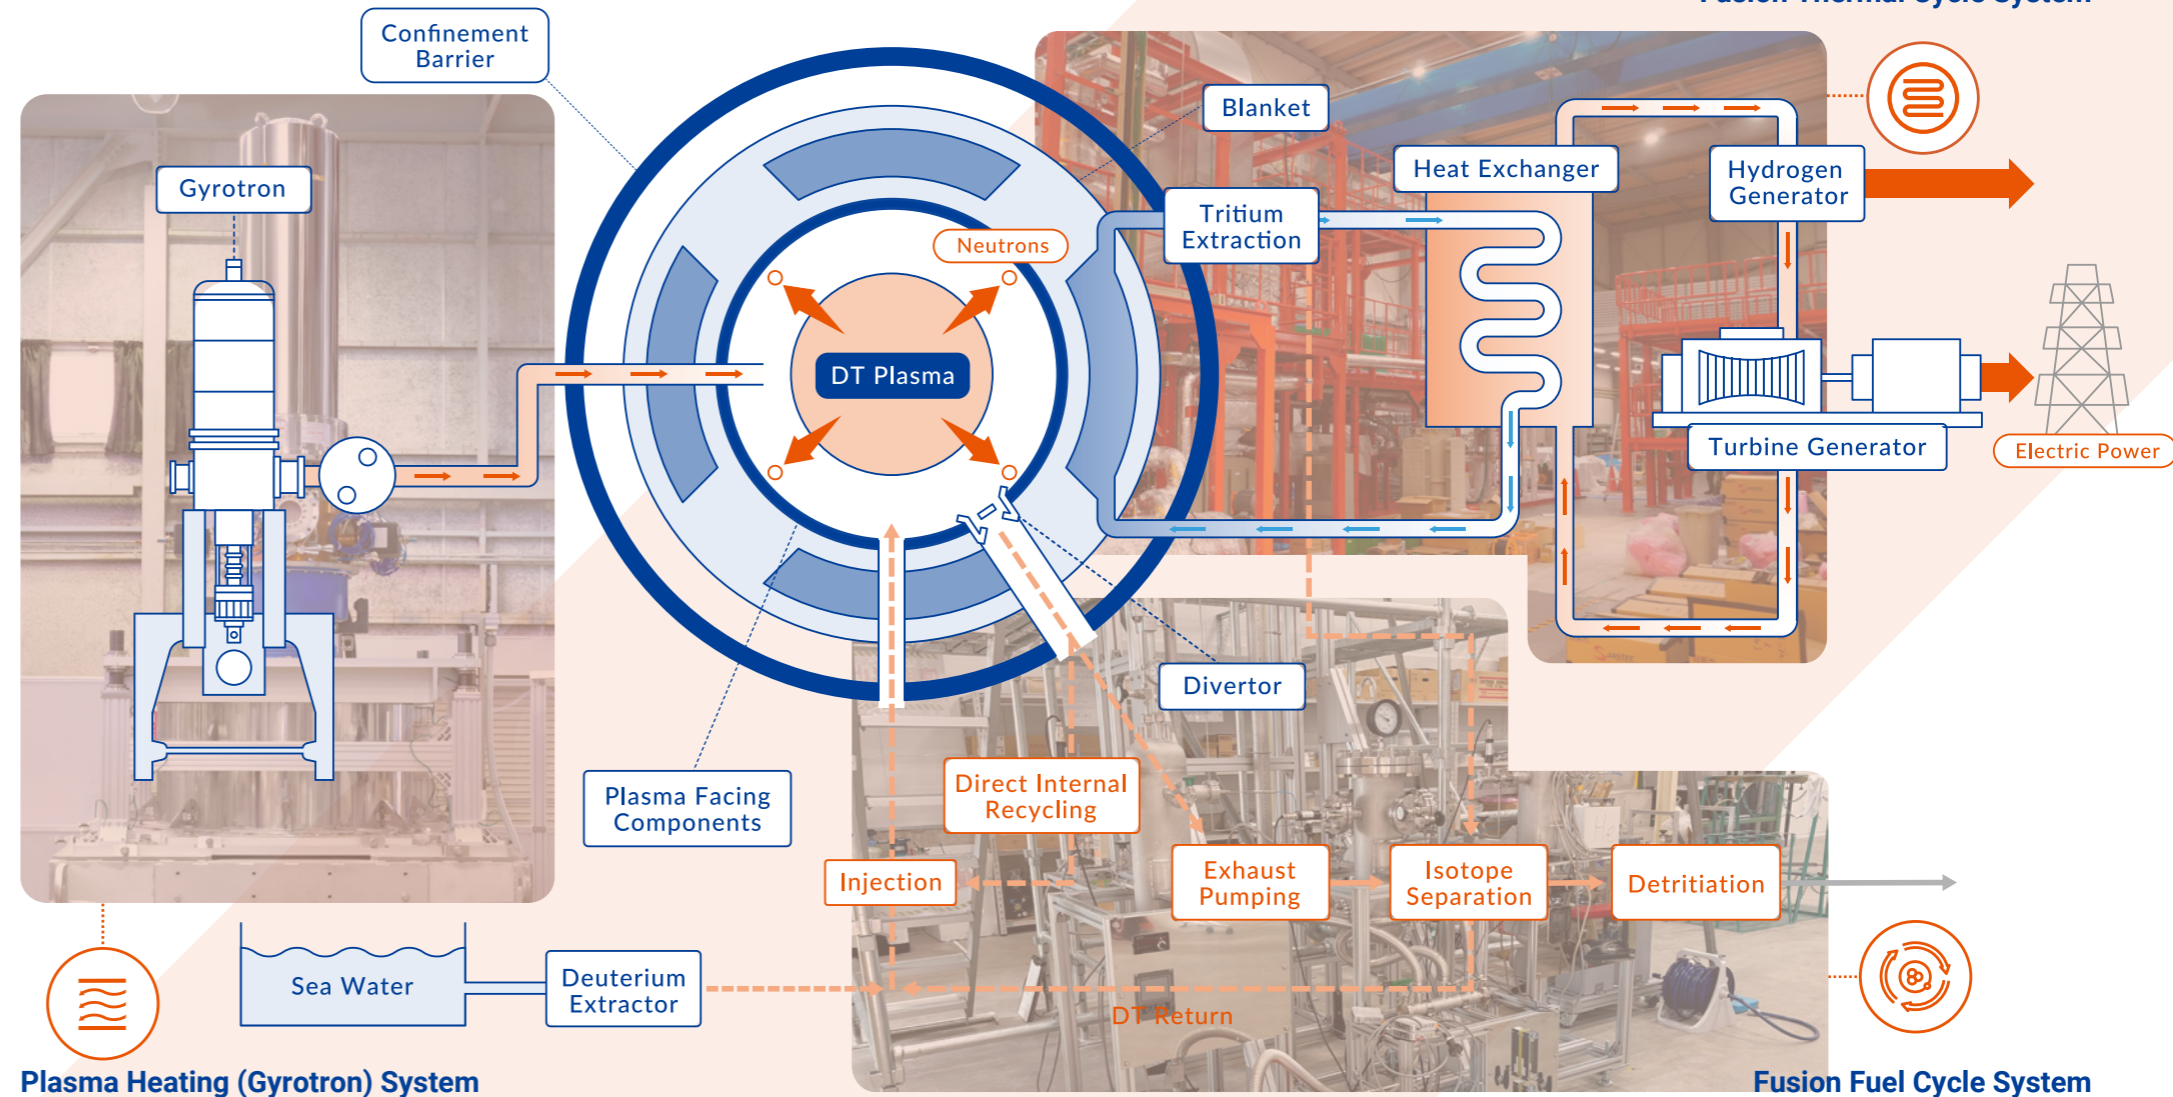 Fusion Thermal Cycle System
Confinement
Barrier
Blanket
Gyrotron
Heat Exchanger
Hydrogen
Generator
Tritium
Extraction
Neutrons
DT Plasma
Turbine Generator
Electric Power
Divertor
Plasma Facing
Components
Direct Internal
Recycling
Injection
Exhaust
Pumping
Isotope
Separation
Detritiation
Sea Water
Deuterium
Extractor
DT Return
Plasma Heating (Gyrotron) System
Fusion Fuel Cycle System